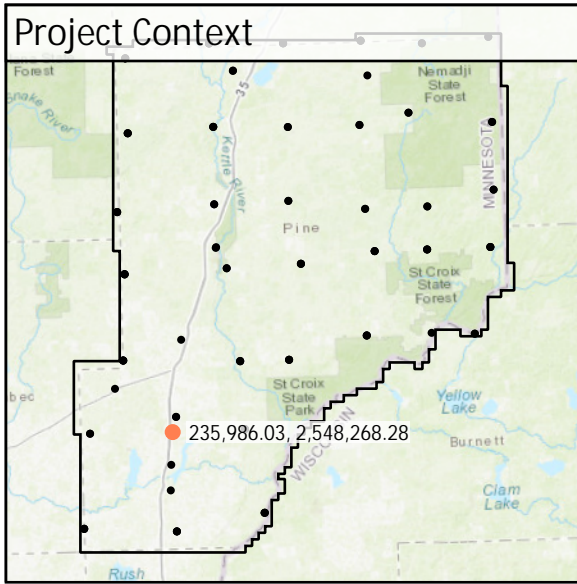 Project Context
Forest
Snake River
35
Kettle River
Nemadji
State
Forest
MINNESOTA
Pine
St Croix
State
Forest
St Croix
State
Park
bec
235,986.03, 2,548,268.28
WISCONSIN
Yellow
Lake
Burnett
Clam
Lake
Rush